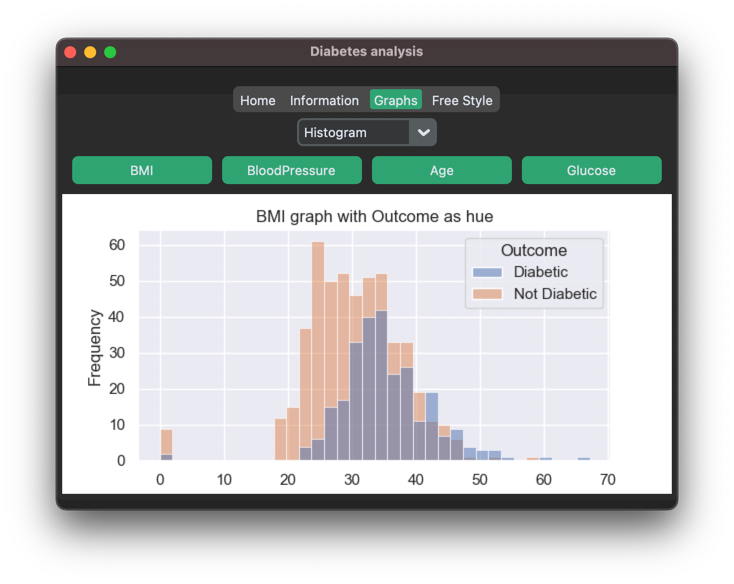 Diabetes analysis
Home Information Graphs Free Style
Histogram
BMI BloodPressure Age Glucose
BMI graph with Outcome as hue
Outcome
Diabetic
Not Diabetic
Frequency
60
50
40
30
20
10
0
0 10 20 30 40 50 60 70